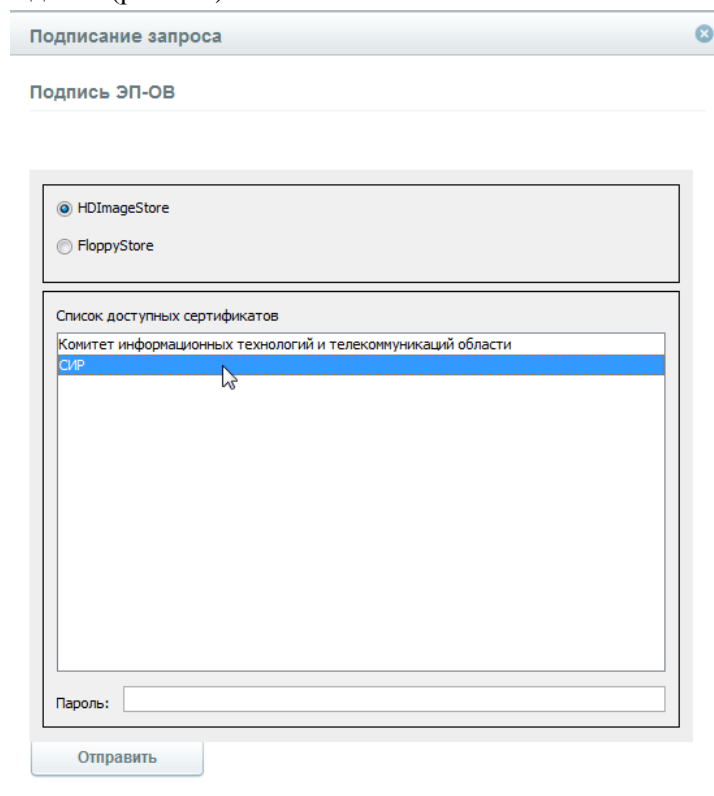 Подписание запроса
Подпись ЭП-ОВ
HDImageStore
FloppyStore
Список доступных сертификатов
Комитет информационных технологий и телекоммуникаций области
СИР
Пароль:
Отправить